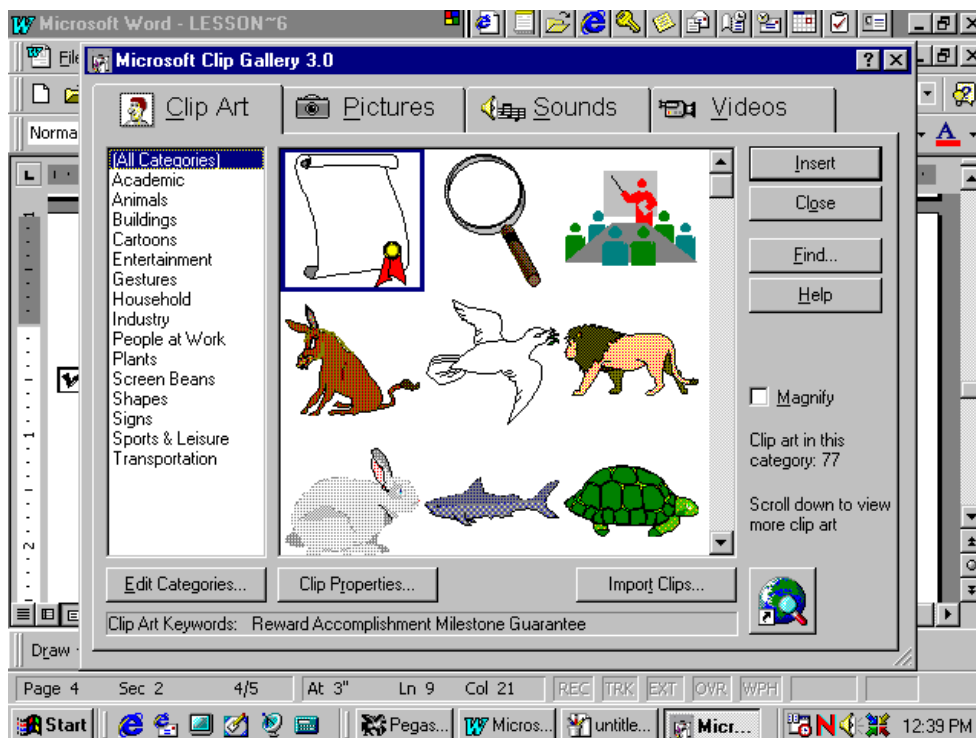 Microsoft Word - LESSON~6
File
Microsoft Clip Gallery 3.0
Clip Art
Pictures
Sounds
Videos
Norma
(All Categories)
Academic
Animals
Buildings
Cartoons
Entertainment
Gestures
Household
Industry
People at Work
Plants
Screen Beans
Shapes
Signs
Sports & Leisure
Transportation
Insert
Close
Find...
Help
Magnify
Clip art in this
category: 77
Scroll down to view
more clip art
Edit Categories...
Clip Properties...
Import Clips...
Clip Art Keywords: Reward Accomplishment Milestone Guarantee
Draw
Page 4 Sec 2 4/5 At 3" Ln 9 Col 21 REC TRK EXT OVR WPH
Start Pegas... Micros... untitle... Micr... 12:39 PM